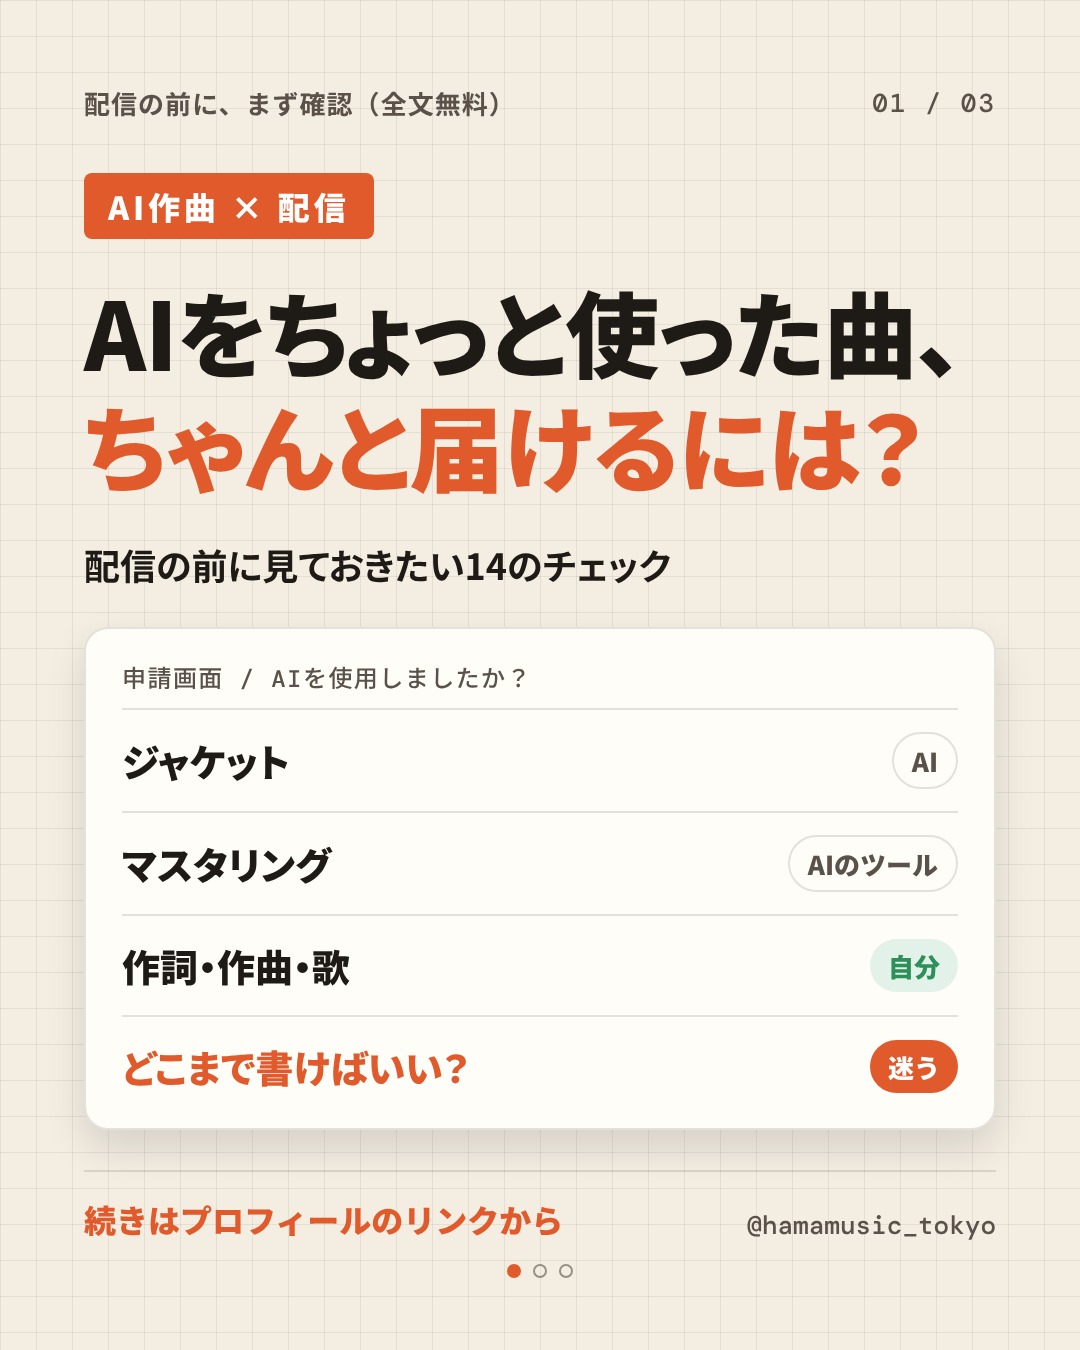 配信の前に、まず確認（全文無料）
01 / 03
AI作曲 × 配信
AIをちょっと使った曲、
ちゃんと届けるには？
配信の前に見ておきたい14のチェック
申請画面 / AIを使用しましたか？
ジャケット
AI
マスタリング
AIのツール
作詞・作曲・歌
自分
どこまで書けばいい？
迷う
続きはプロフィールのリンクから
@hamamusic_tokyo